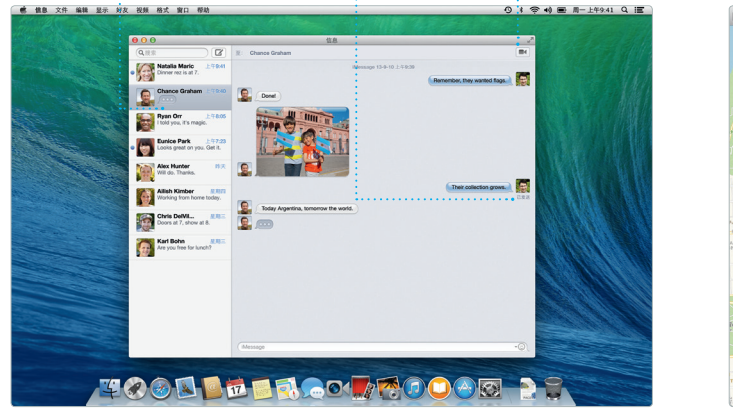 信息 文件 编辑 显示 好友 视频 格式 窗口 帮助
周一上午9:41
信息
搜索
Chance Graham
Natalia Maric 上午9:41
Dinner rez is at 7.
Chance Graham 上午9:40
Ryan Orr 上午9:05
I told you, it's magic.
Eunice Park 上午7:23
Looks great on you. Get it.
Alex Hunter 昨天
Will do. Thanks.
Ailish Kimber 星期四
Working from home today.
Chris DelVil... 星期三
Doors at 7, show at 8.
Karl Bohn 星期三
Are you free for lunch?
Remember, they wanted flags.
Done!
Their collection grows.
Today Argentina, tomorrow the world.
iMessage
17